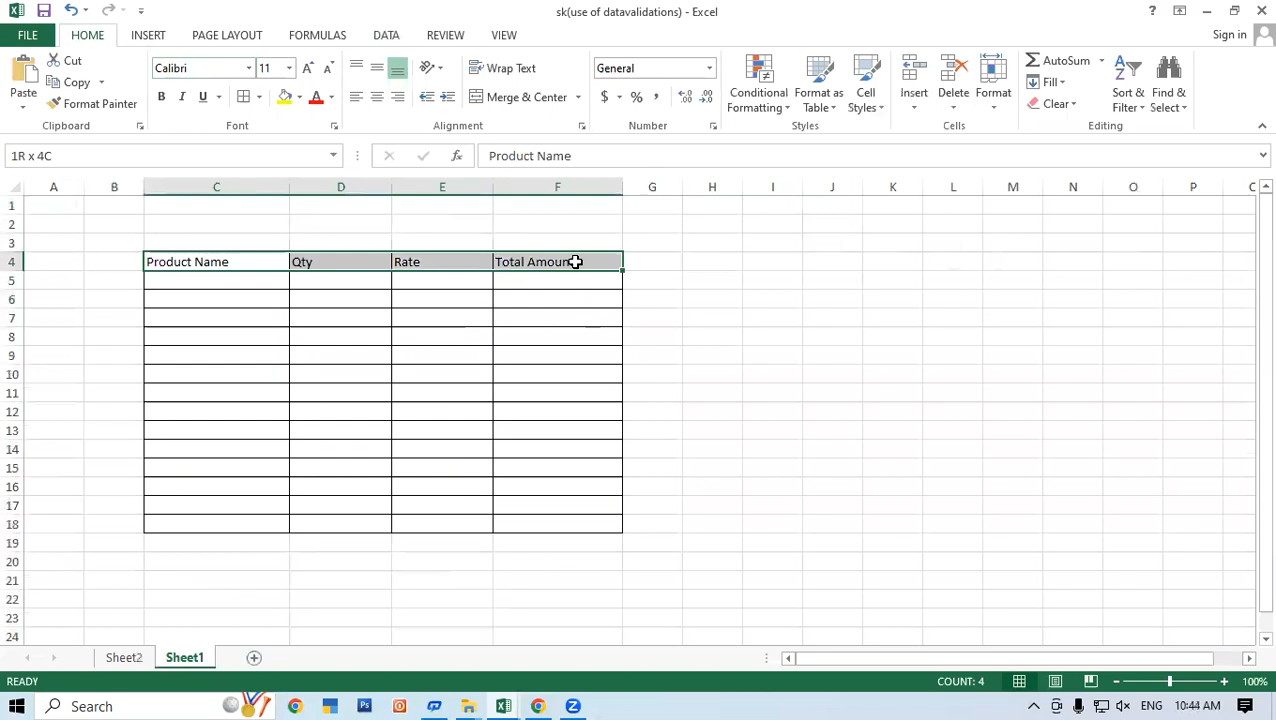 sk(use of datavalidations) - Excel
?
FILE HOME INSERT PAGE LAYOUT FORMULAS DATA REVIEW VIEW Sign in
Paste
Cut
Copy
Format Painter
Clipboard
Calibri 11
B I U
Font
Wrap Text
Merge & Center
Alignment
General
$ % ,
Number
Conditional Formatting
Format as Table
Cell Styles
Styles
Insert Delete Format
Cells
AutoSum
Fill
Clear
Sort & Filter
Find & Select
Editing
1R x 4C fx Product Name
A B C D E F G H I J K L M N O P C
1
2
3
4 Product Name Qty Rate Total Amoun
5
6
7
8
9
10
11
12
13
14
15
16
17
18
19
20
21
22
23
24
Sheet2 Sheet1
READY COUNT: 4 100%
Search ENG 10:44 AM